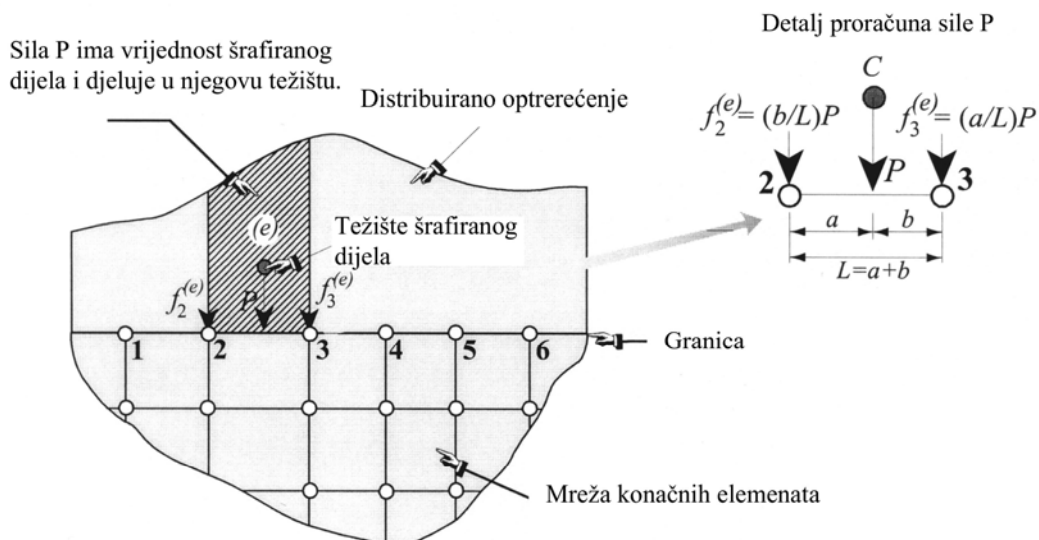 Sila P ima vrijednost šrafiranog
dijela i djeluje u njegovu težištu.
Distribuirano optrerećenje
(e)
Težište šrafiranog
dijela
f₂⁽ᵉ⁾
P
f₃⁽ᵉ⁾
1 2 3 4 5 6
Granica
Mreža konačnih elemenata
Detalj proračuna sile P
C
f₂⁽ᵉ⁾= (b/L)P
f₃⁽ᵉ⁾= (a/L)P
P
2 3
a b
L=a+b